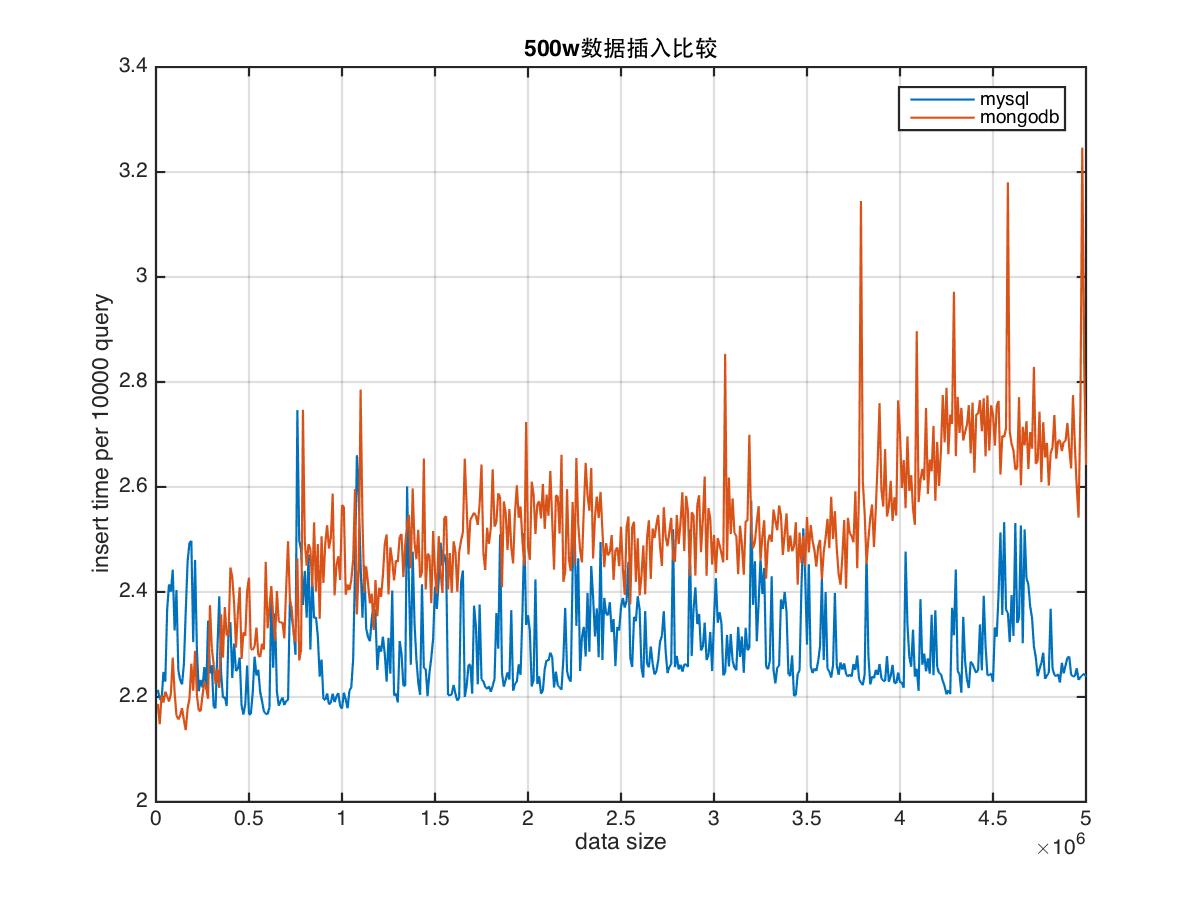 500w数据插入比较
mysql
mongodb
insert time per 10000 query
3.4
3.2
3
2.8
2.6
2.4
2.2
2
0 0.5 1 1.5 2 2.5 3 3.5 4 4.5 5
data size
×10⁶